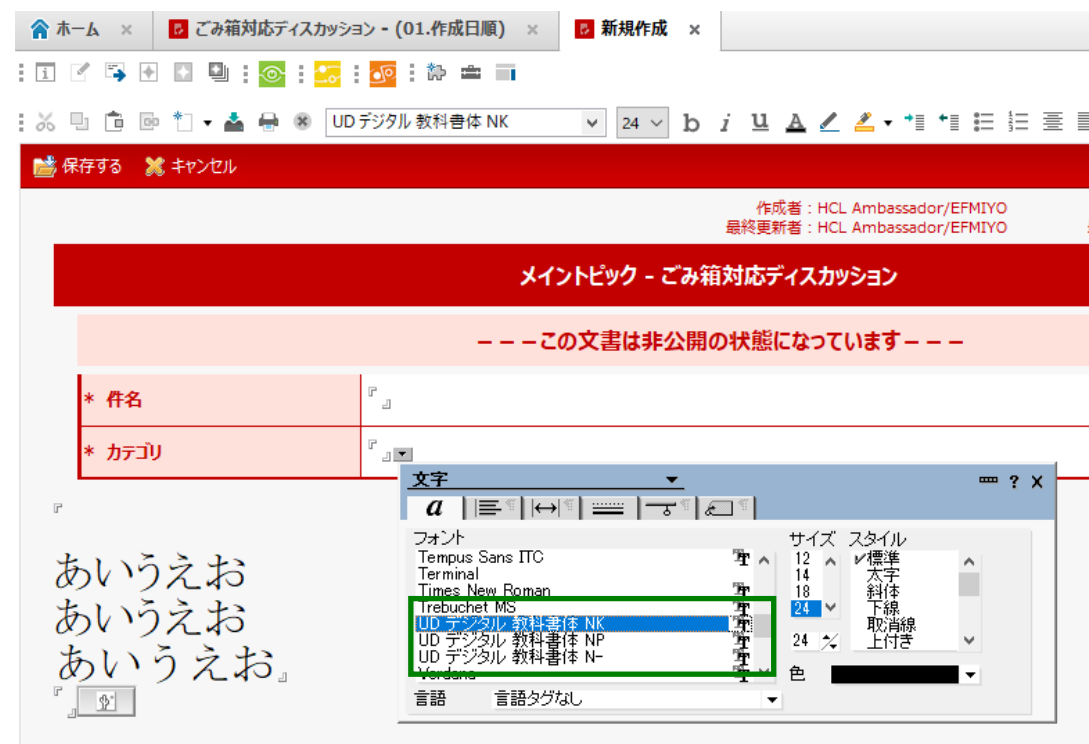 ホーム × ごみ箱対応ディスカッション - (01.作成日順) × 新規作成 ×
UD デジタル 教科書体 NK 24 b i u A
保存する キャンセル
作成者 : HCL Ambassador/EFMIYO
最終更新者 : HCL Ambassador/EFMIYO
メイントピック - ごみ箱対応ディスカッション
－－－この文書は非公開の状態になっています－－－
* 件名 『 』
* カテゴリ 『 』
文字 ? X
a
フォント サイズ スタイル
Tempus Sans ITC 12 標準
Terminal 14 太字
Times New Roman 18 斜体
Trebuchet MS 24 下線
UD デジタル 教科書体 NK 取消線
UD デジタル 教科書体 NP 24 上付き
UD デジタル 教科書体 N-
Verdana 色
言語 言語タグなし
『
あいうえお
あいうえお
あいうえお』
『 』